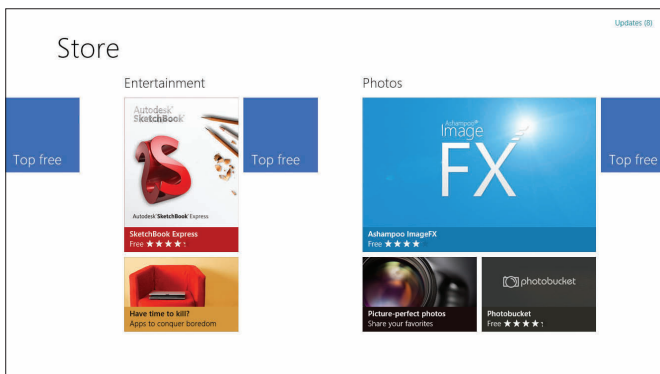 Updates (8)
Store
Top free
Entertainment
Autodesk®
SketchBook®
Autodesk® SketchBook® Express
SketchBook Express
Free
Have time to kill?
Apps to conquer boredom
Top free
Photos
Ashampoo®
Image
FX
Ashampoo ImageFX
Free
Picture-perfect photos
Share your favorites
photobucket
Photobucket
Free
Top free